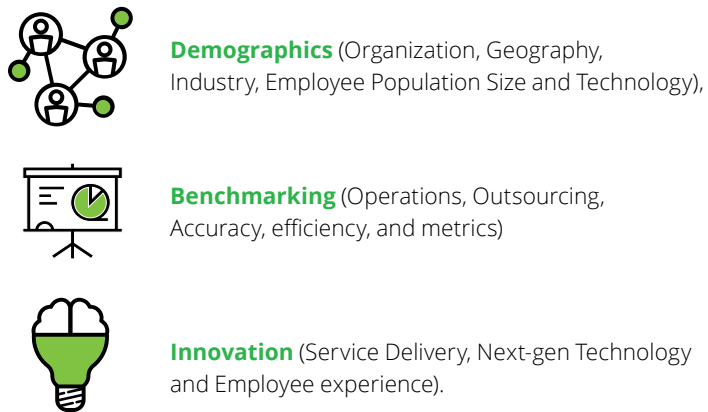 Demographics (Organization, Geography,
Industry, Employee Population Size and Technology),
Benchmarking (Operations, Outsourcing,
Accuracy, efficiency, and metrics)
Innovation (Service Delivery, Next-gen Technology
and Employee experience).